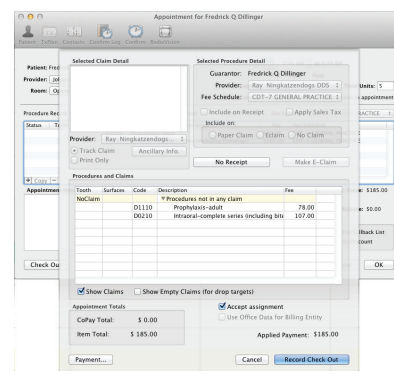 Appointment for Fredrick Q Dillinger
Patient To/Run Contacts Confirm Log Confirm
Patient: Fred
Provider:
Room: Op
Units: 5
appointment
Procedure Rec
Status
PRACTICE
Copy
Appointment
$185.00
$0.00
llback List
count
Check Ou
OK
Selected Claim Detail
Provider: Ray Ningkatzendogs...
Track Claim
Ancillary Info.
Print Only
Selected Procedure Detail
Guarantor: Fredrick Q Dillinger
Provider: Ray Ningkatzendogs DDS
Fee Schedule: CDT-7 GENERAL PRACTICE
Include on Receipt Apply Sales Tax
Include on:
Paper Claim Eclaim No Claim
No Receipt Make E-Claim
Procedures and Claims
Tooth Surfaces Code Description Fee
NoClaim Procedures not in any claim
D1110 Prophylaxis-adult 78.00
D0210 Intraoral-complete series (including bite 107.00
Show Claims Show Empty Claims (for drop targets)
Appointment Totals
CoPay Total: $ 0.00
Item Total: $ 185.00
Accept assignment
Use Office Data for Billing Entity
Applied Payment: $185.00
Payment... Cancel Record Check Out